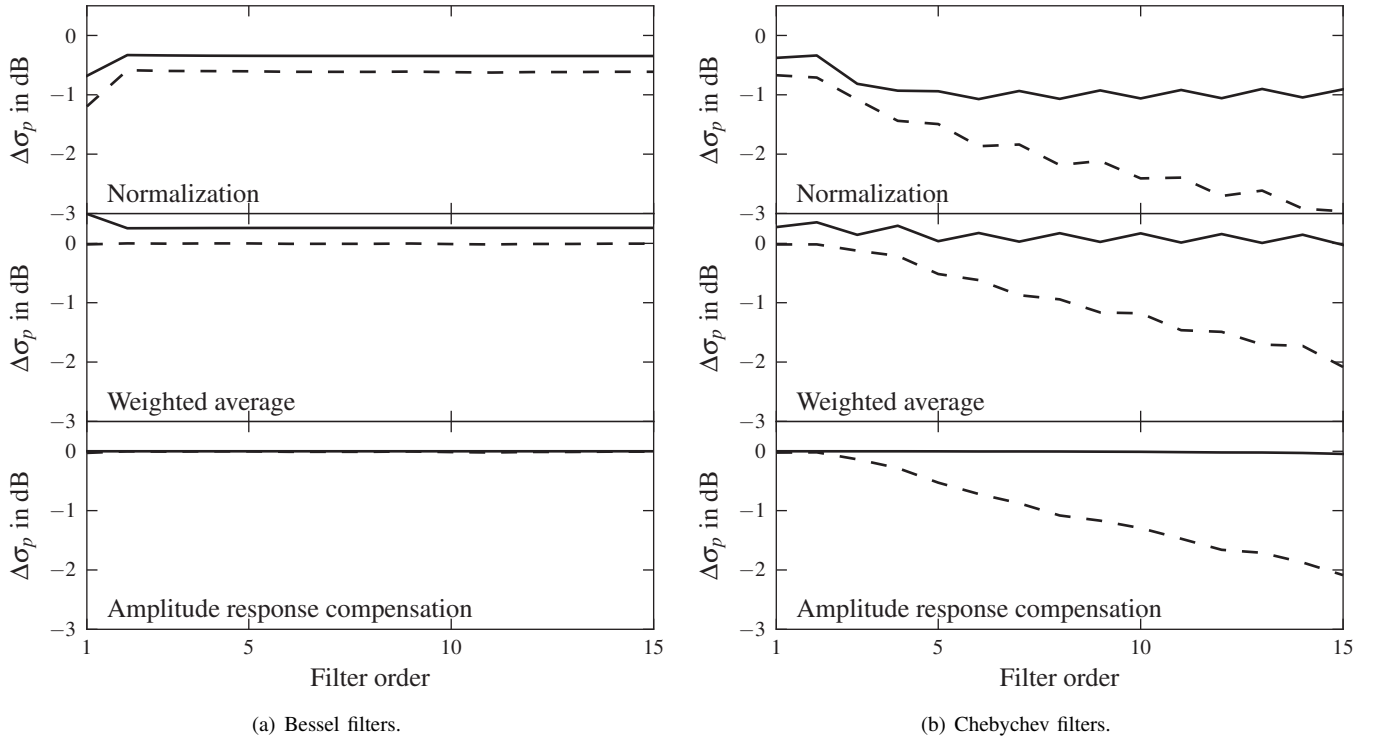 0
−1
−2
−3
Δσp in dB
Normalization
0
−1
−2
−3
Δσp in dB
Weighted average
0
−1
−2
−3
Δσp in dB
Amplitude response compensation
1
5
10
15
Filter order
(a) Bessel filters.
0
−1
−2
−3
Δσp in dB
Normalization
0
−1
−2
−3
Δσp in dB
Weighted average
0
−1
−2
−3
Δσp in dB
Amplitude response compensation
1
5
10
15
Filter order
(b) Chebychev filters.